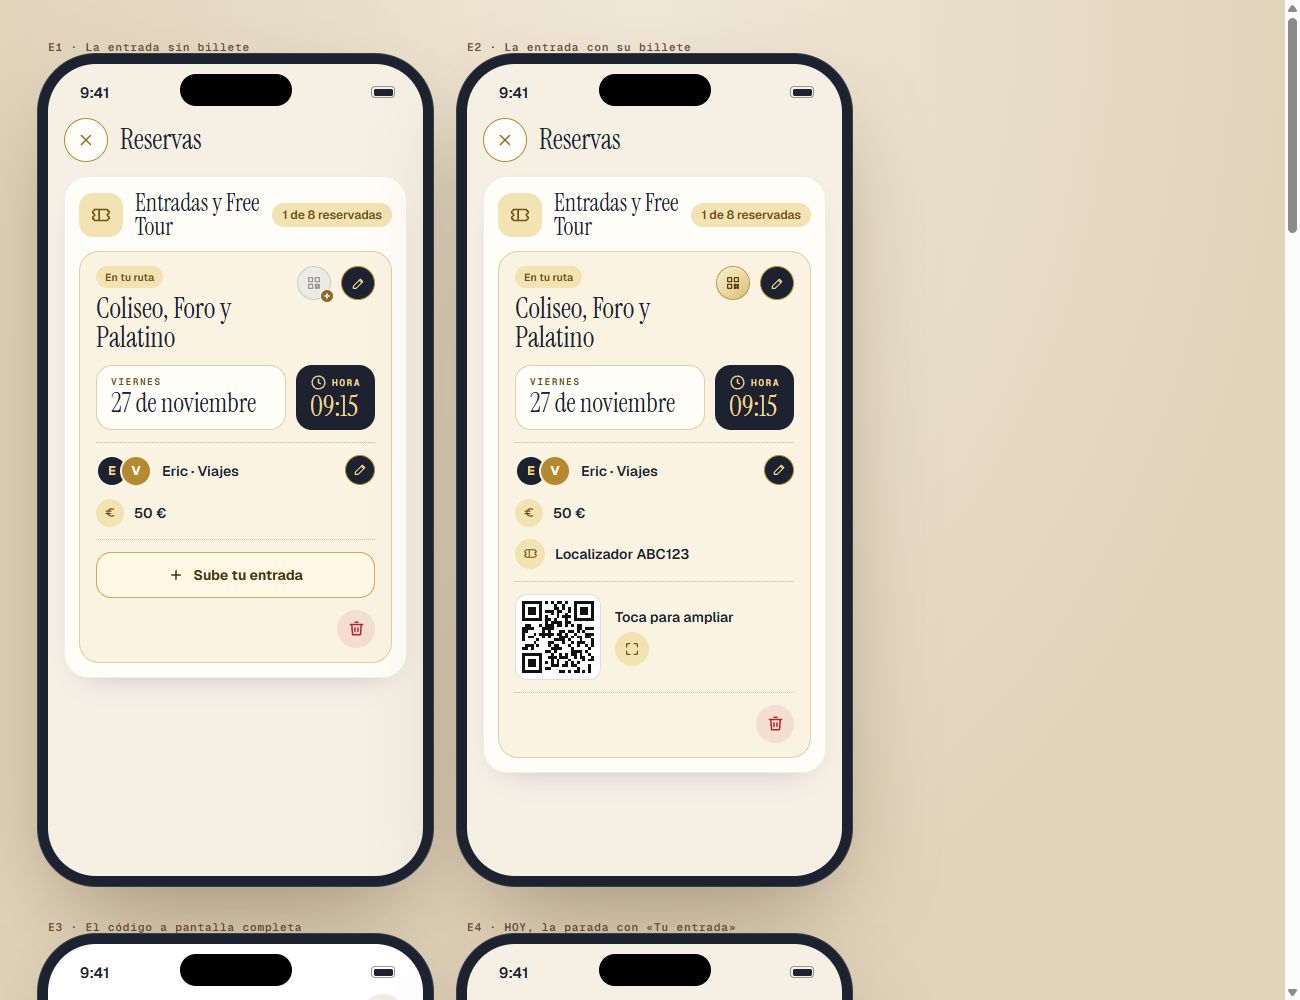 E1 · La entrada sin billete
9:41
Reservas
Entradas y Free
Tour
1 de 8 reservadas
En tu ruta
Coliseo, Foro y
Palatino
VIERNES
27 de noviembre
HORA
09:15
E V Eric · Viajes
€ 50 €
+ Sube tu entrada
E2 · La entrada con su billete
9:41
Reservas
Entradas y Free
Tour
1 de 8 reservadas
En tu ruta
Coliseo, Foro y
Palatino
VIERNES
27 de noviembre
HORA
09:15
E V Eric · Viajes
€ 50 €
Localizador ABC123
Toca para ampliar
E3 · El código a pantalla completa
9:41
E4 · HOY, la parada con «Tu entrada»
9:41